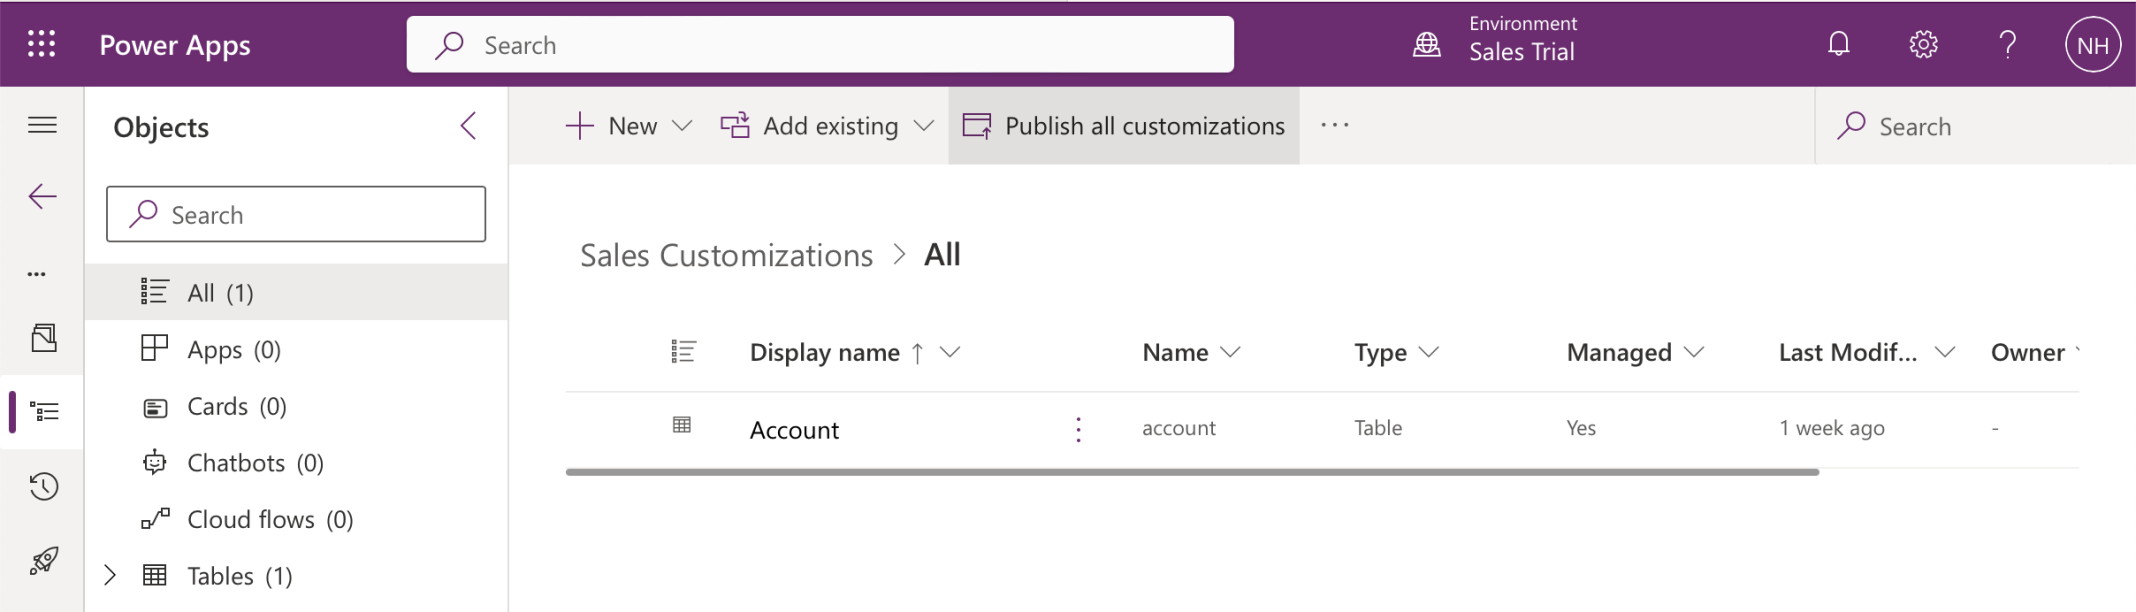 Power Apps
Search
Environment
Sales Trial
NH
Objects
Search
All (1)
Apps (0)
Cards (0)
Chatbots (0)
Cloud flows (0)
Tables (1)
New
Add existing
Publish all customizations
...
Search
Sales Customizations > All
Display name ↑ Name Type Managed Last Modif... Owner
Account account Table Yes 1 week ago -